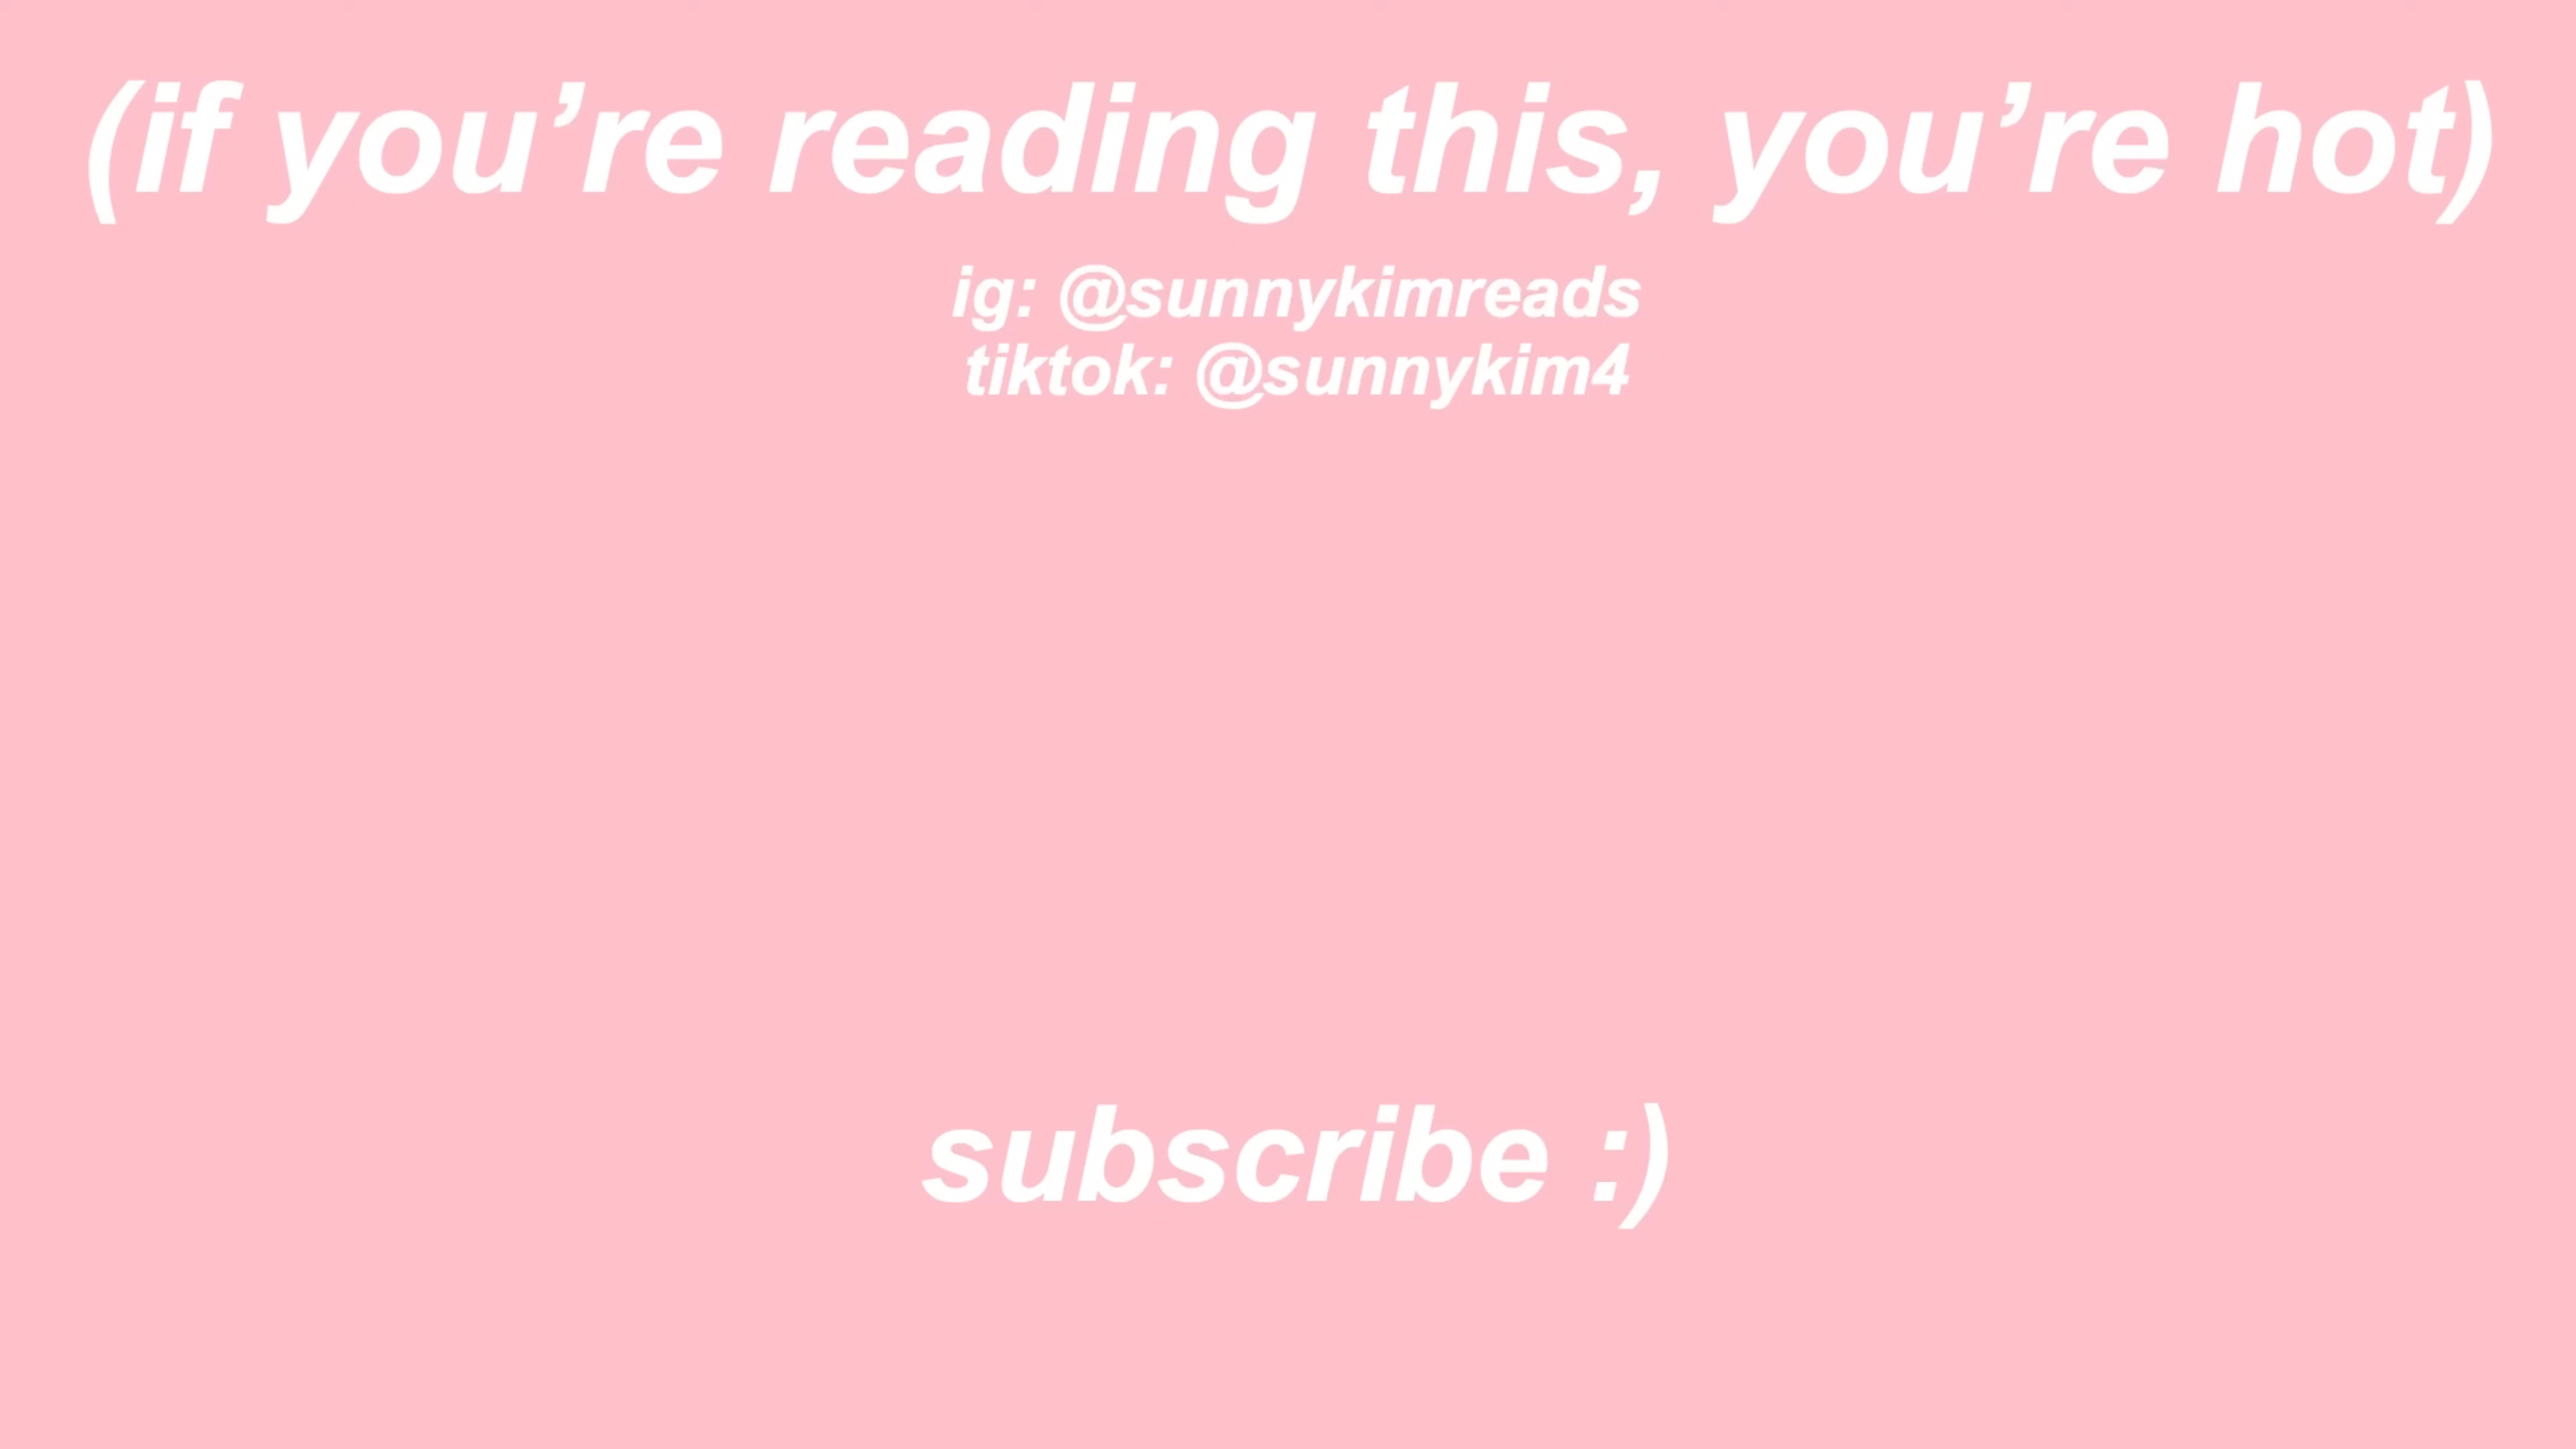 (if you’re reading this, you’re hot)
ig: @sunnykimreads
tiktok: @sunnykim4
subscribe :)